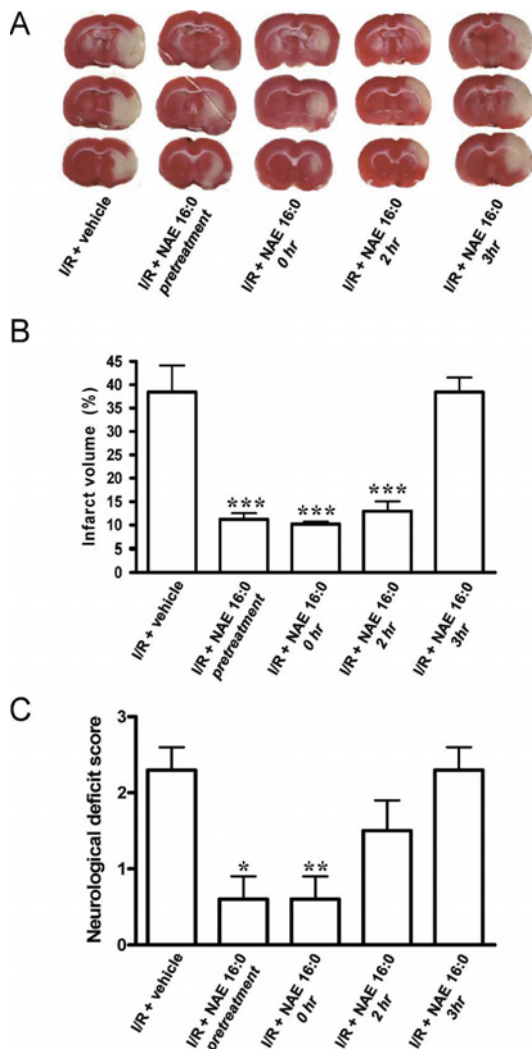 A
I/R + vehicle
I/R + NAE 16:0
pretreatment
I/R + NAE 16:0
0 hr
I/R + NAE 16:0
2 hr
I/R + NAE 16:0
3hr
B
Infarct volume (%)
45
40
35
30
25
20
15
10
5
0
***
***
***
I/R + vehicle
I/R + NAE 16:0
pretreatment
I/R + NAE 16:0
0 hr
I/R + NAE 16:0
2 hr
I/R + NAE 16:0
3hr
C
Neurological deficit score
3
2
1
0
*
**
I/R + vehicle
I/R + NAE 16:0
pretreatment
I/R + NAE 16:0
0 hr
I/R + NAE 16:0
2 hr
I/R + NAE 16:0
3hr